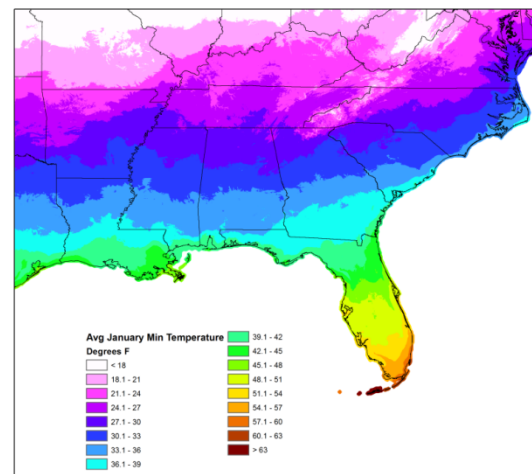 Avg January Min Temperature
Degrees F
< 18
18.1 - 21
21.1 - 24
24.1 - 27
27.1 - 30
30.1 - 33
33.1 - 36
36.1 - 39
39.1 - 42
42.1 - 45
45.1 - 48
48.1 - 51
51.1 - 54
54.1 - 57
57.1 - 60
60.1 - 63
> 63